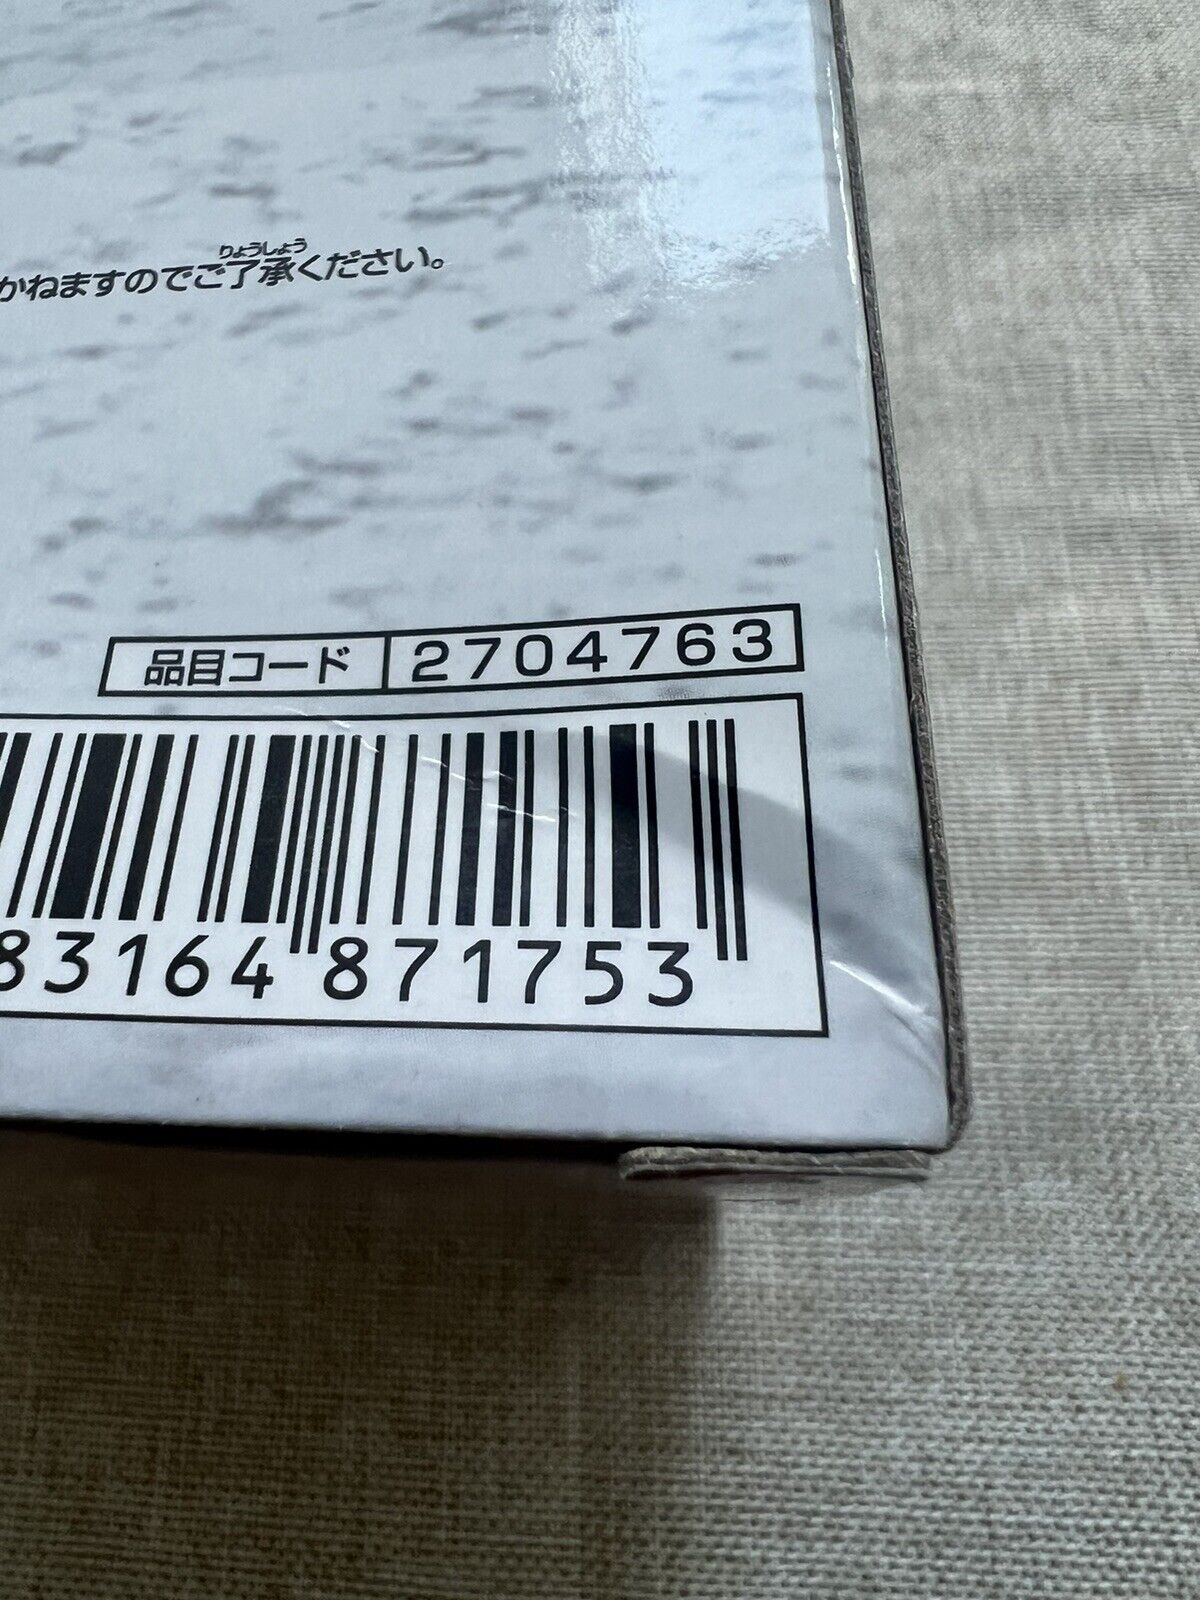 りょうしょう
かねますのでご了承ください。
品目コード 2704763
83164 871753